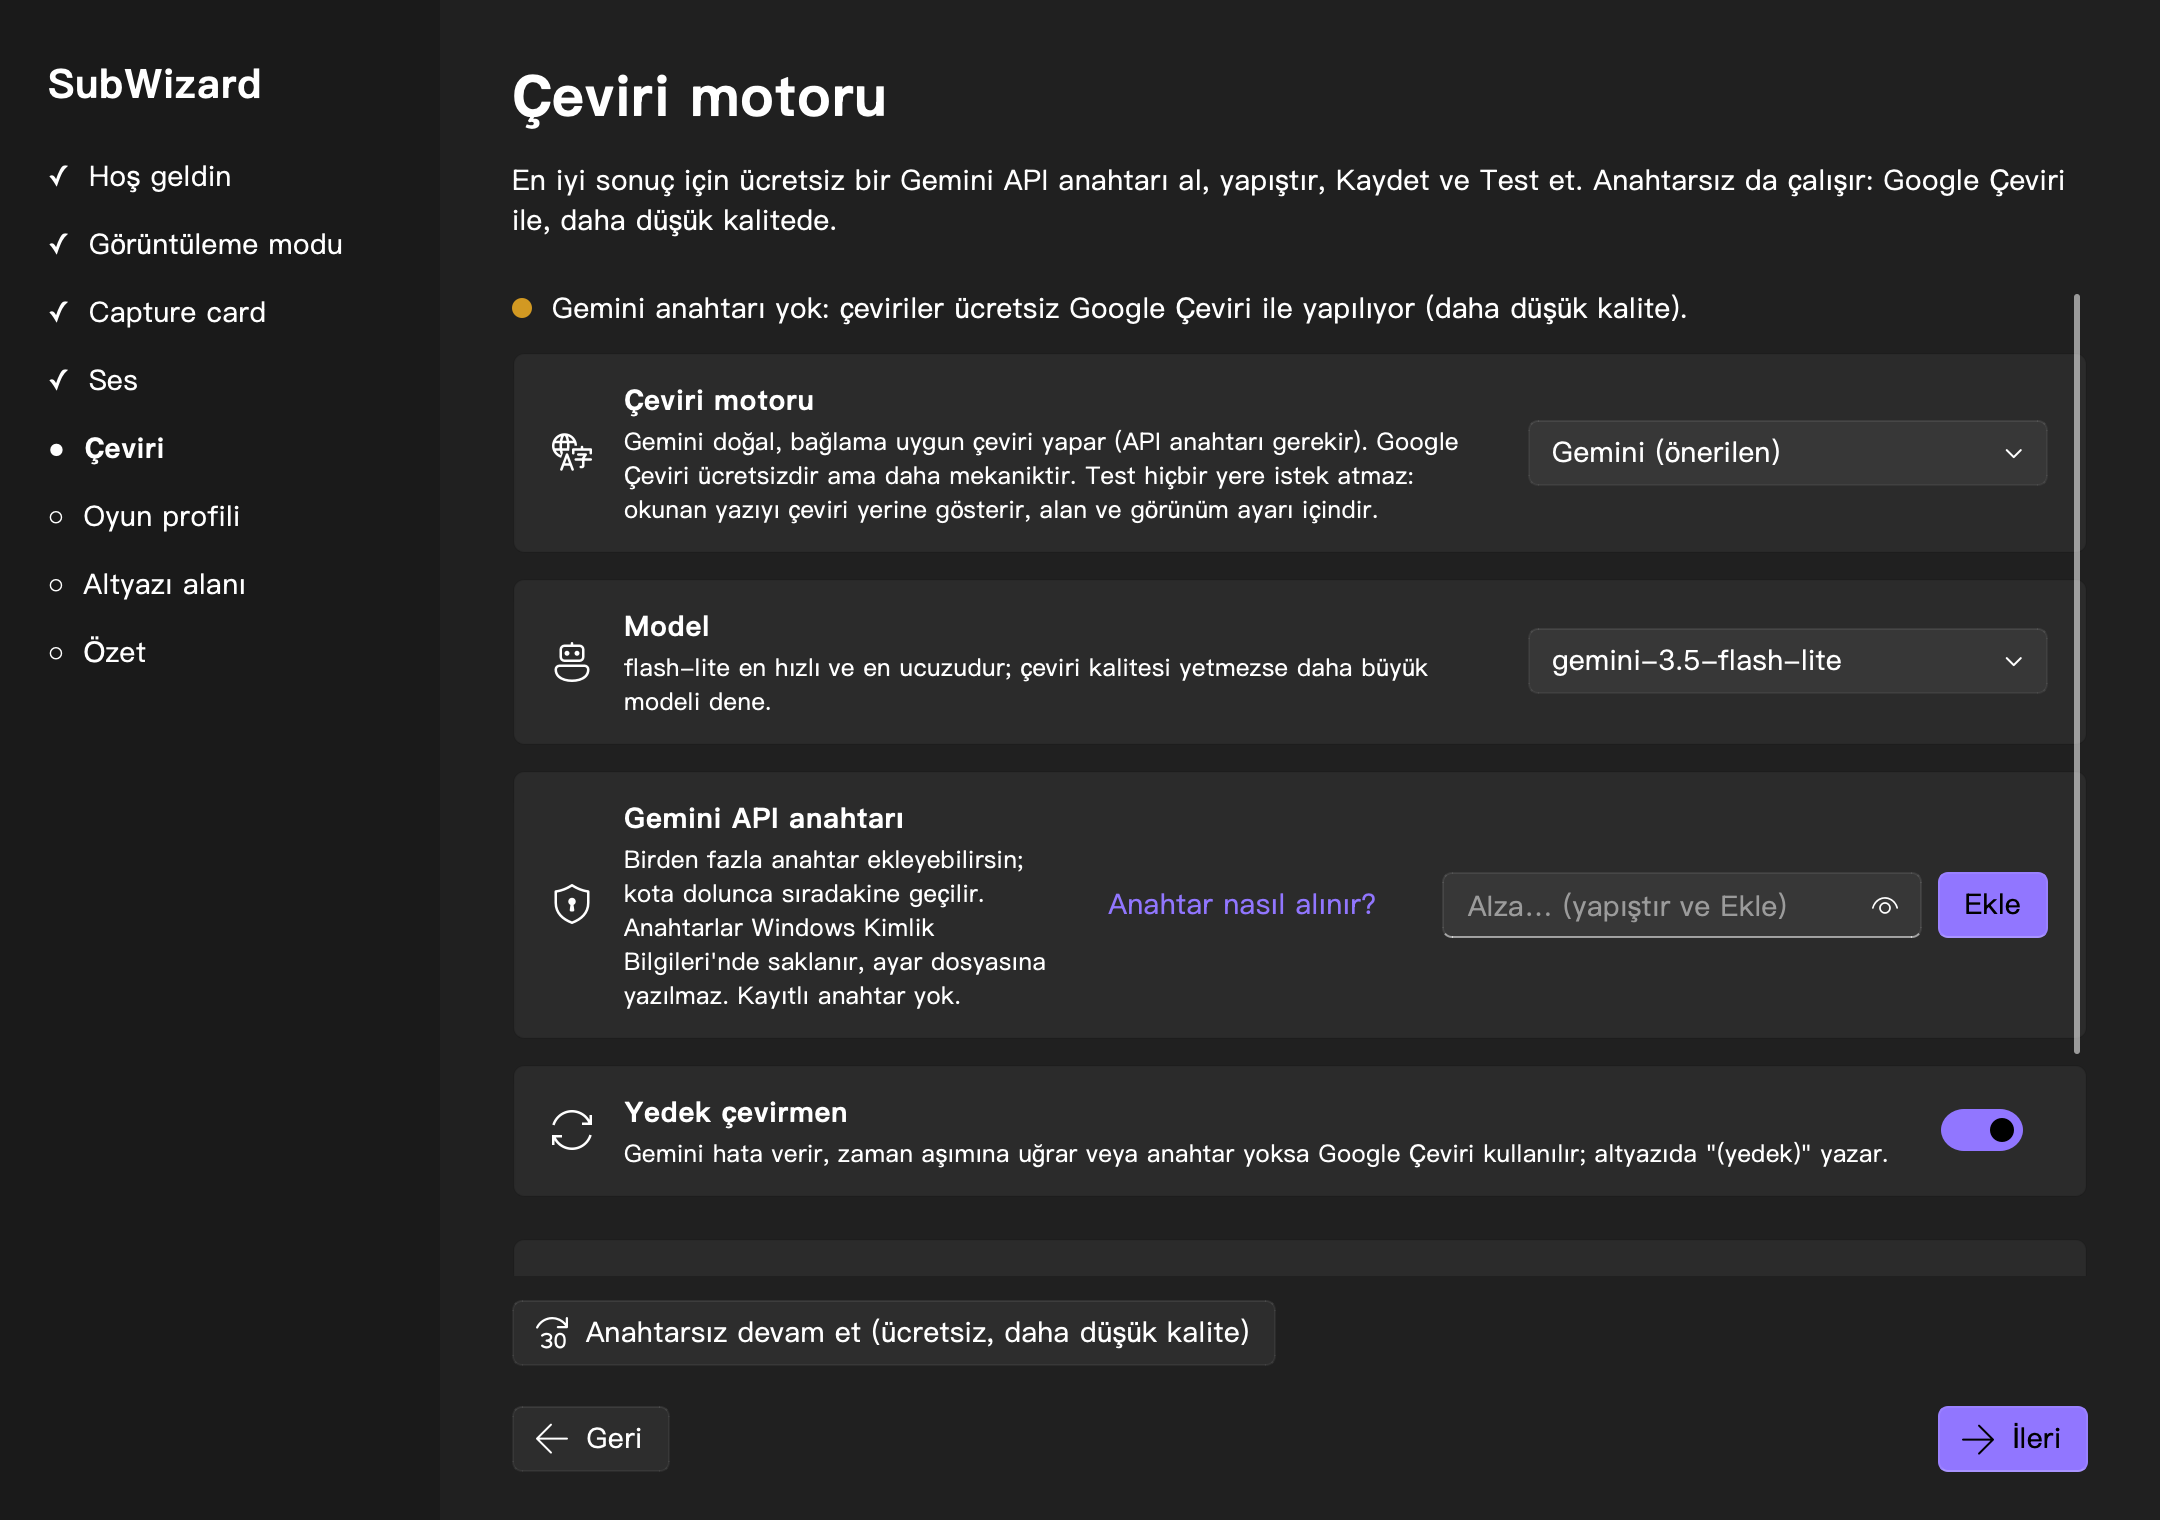 SubWizard
✓ Hoş geldin
✓ Görüntüleme modu
✓ Capture card
✓ Ses
● Çeviri
○ Oyun profili
○ Altyazı alanı
○ Özet
Çeviri motoru
En iyi sonuç için ücretsiz bir Gemini API anahtarı al, yapıştır, Kaydet ve Test et. Anahtarsız da çalışır: Google Çeviri
ile, daha düşük kalitede.
Gemini anahtarı yok: çeviriler ücretsiz Google Çeviri ile yapılıyor (daha düşük kalite).
Çeviri motoru
Gemini doğal, bağlama uygun çeviri yapar (API anahtarı gerekir). Google
Çeviri ücretsizdir ama daha mekaniktir. Test hiçbir yere istek atmaz:
okunan yazıyı çeviri yerine gösterir, alan ve görünüm ayarı içindir.
Gemini (önerilen)
Model
flash-lite en hızlı ve en ucuzudur; çeviri kalitesi yetmezse daha büyük
modeli dene.
gemini-3.5-flash-lite
Gemini API anahtarı
Birden fazla anahtar ekleyebilirsin;
kota dolunca sıradakine geçilir.
Anahtarlar Windows Kimlik
Bilgileri'nde saklanır, ayar dosyasına
yazılmaz. Kayıtlı anahtar yok.
Anahtar nasıl alınır?
AIza... (yapıştır ve Ekle)
Ekle
Yedek çevirmen
Gemini hata verir, zaman aşımına uğrar veya anahtar yoksa Google Çeviri kullanılır; altyazıda "(yedek)" yazar.
30 Anahtarsız devam et (ücretsiz, daha düşük kalite)
Geri
İleri